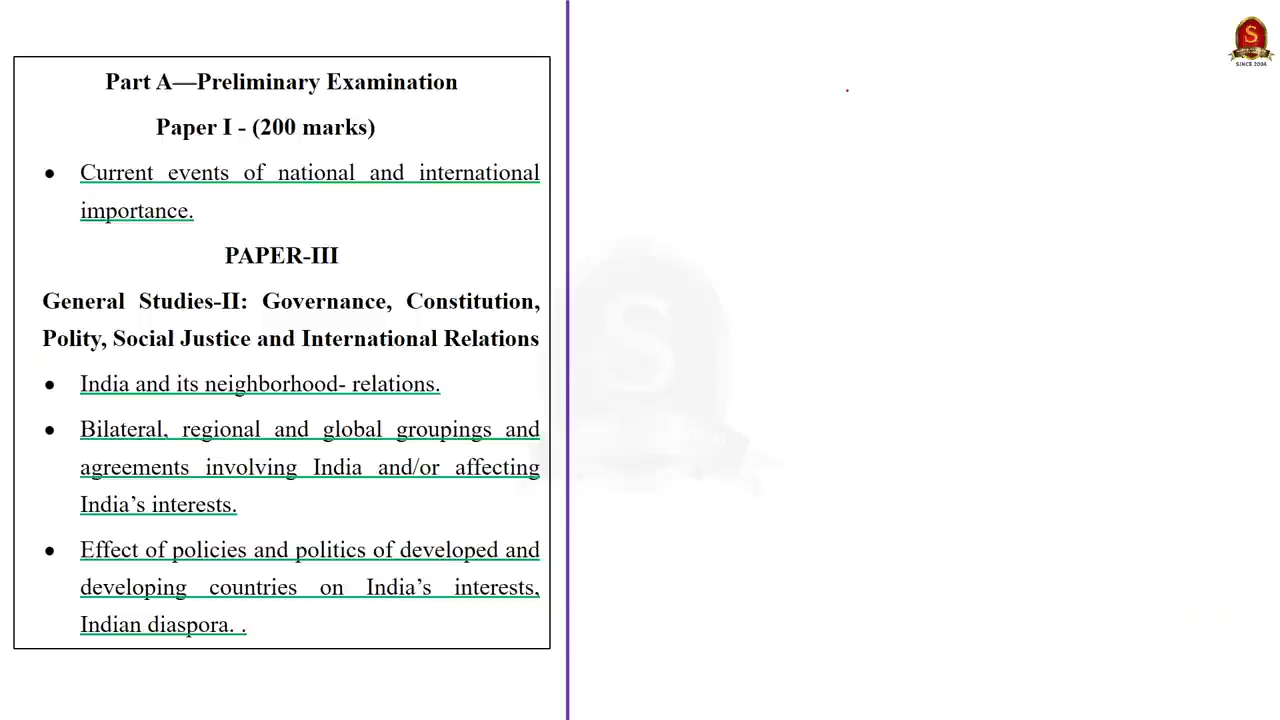 Part A—Preliminary Examination
Paper I - (200 marks)
• Current events of national and international
importance.
PAPER-III
General Studies-II: Governance, Constitution,
Polity, Social Justice and International Relations
• India and its neighborhood- relations.
• Bilateral, regional and global groupings and
agreements involving India and/or affecting
India’s interests.
• Effect of policies and politics of developed and
developing countries on India’s interests,
Indian diaspora. .
S
SINCE 2004
S